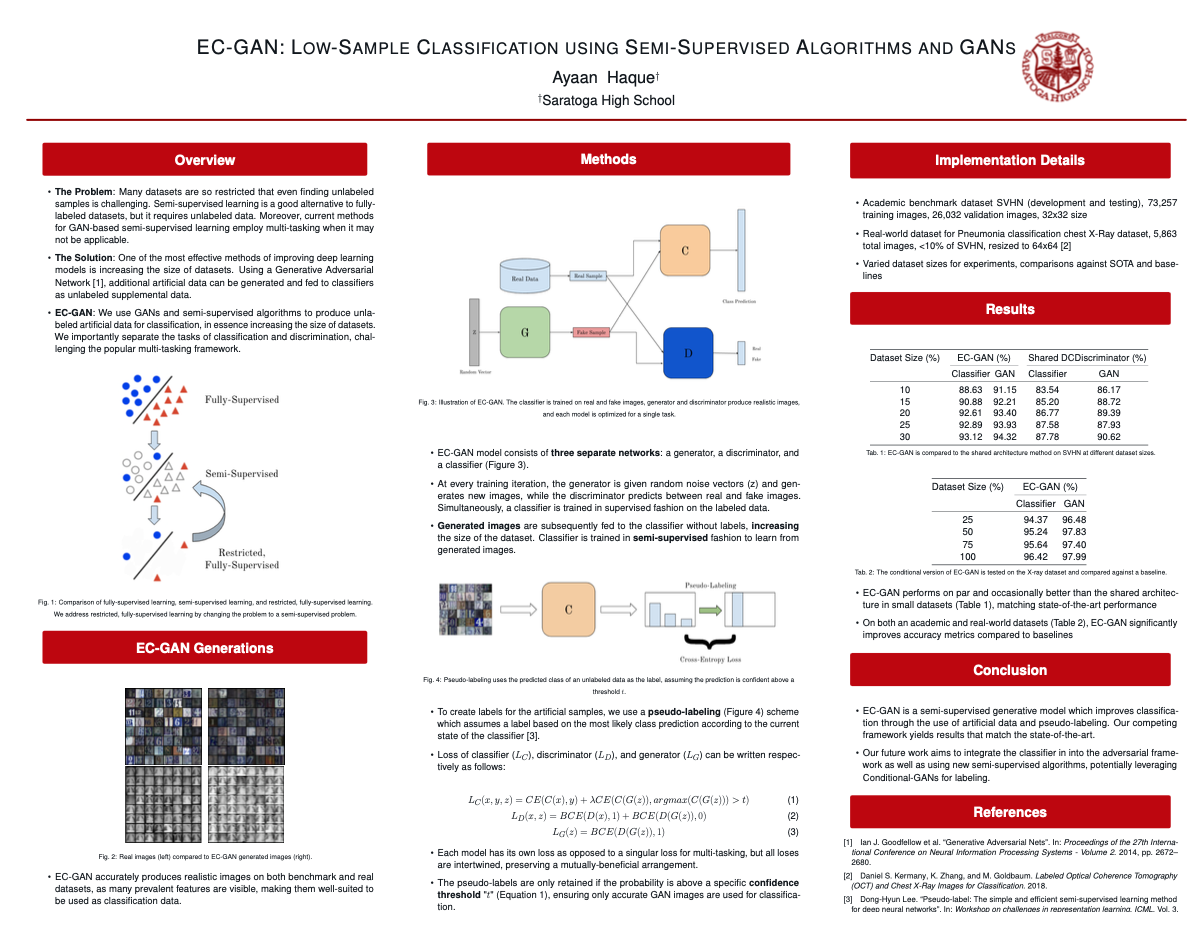 EC-GAN: LOW-SAMPLE CLASSIFICATION USING SEMI-SUPERVISED ALGORITHMS AND GANS
Ayaan Haque†
†Saratoga High School
SARATOGA HIGH SCHOOL
Overview
• The Problem: Many datasets are so restricted that even finding unlabeled
samples is challenging. Semi-supervised learning is a good alternative to fully-
labeled datasets, but it requires unlabeled data. Moreover, current methods
for GAN-based semi-supervised learning employ multi-tasking when it may
not be applicable.
• The Solution: One of the most effective methods of improving deep learning
models is increasing the size of datasets. Using a Generative Adversarial
Network [1], additional artificial data can be generated and fed to classifiers
as unlabeled supplemental data.
• EC-GAN: We use GANs and semi-supervised algorithms to produce unla-
beled artificial data for classification, in essence increasing the size of datasets.
We importantly separate the tasks of classification and discrimination, chal-
lenging the popular multi-tasking framework.
Fully-Supervised
Semi-Supervised
Restricted,
Fully-Supervised
Fig. 1: Comparison of fully-supervised learning, semi-supervised learning, and restricted, fully-supervised learning.
We address restricted, fully-supervised learning by changing the problem to a semi-supervised problem.
EC-GAN Generations
Fig. 2: Real images (left) compared to EC-GAN generated images (right).
• EC-GAN accurately produces realistic images on both benchmark and real
datasets, as many prevalent features are visible, making them well-suited to
be used as classification data.
Methods
C
Real Data
Real Sample
Class Prediction
z
G
Fake Sample
D
Real
Fake
Random Vector
Fig. 3: Illustration of EC-GAN. The classifier is trained on real and fake images, generator and discriminator produce realistic images,
and each model is optimized for a single task.
• EC-GAN model consists of three separate networks: a generator, a discriminator, and
a classifier (Figure 3).
• At every training iteration, the generator is given random noise vectors (z) and gen-
erates new images, while the discriminator predicts between real and fake images.
Simultaneously, a classifier is trained in supervised fashion on the labeled data.
• Generated images are subsequently fed to the classifier without labels, increasing
the size of the dataset. Classifier is trained in semi-supervised fashion to learn from
generated images.
Pseudo-Labeling
C
Cross-Entropy Loss
Fig. 4: Pseudo-labeling uses the predicted class of an unlabeled data as the label, assuming the prediction is confident above a
threshold t.
• To create labels for the artificial samples, we use a pseudo-labeling (Figure 4) scheme
which assumes a label based on the most likely class prediction according to the current
state of the classifier [3].
• Loss of classifier (L_C), discriminator (L_D), and generator (L_G) can be written respec-
tively as follows:
L_C(x, y, z) = CE(C(x), y) + λCE(C(G(z)), argmax(C(G(z))) > t) (1)
L_D(x, z) = BCE(D(x), 1) + BCE(D(G(z)), 0) (2)
L_G(z) = BCE(D(G(z)), 1) (3)
• Each model has its own loss as opposed to a singular loss for multi-tasking, but all loses
are intertwined, preserving a mutually-beneficial arrangement.
• The pseudo-labels are only retained if the probability is above a specific confidence
threshold "t" (Equation 1), ensuring only accurate GAN images are used for classifica-
tion.
Implementation Details
• Academic benchmark dataset SVHN (development and testing), 73,257
training images, 26,032 validation images, 32x32 size
• Real-world dataset for Pneumonia classification chest X-Ray dataset, 5,863
total images, <10% of SVHN, resized to 64x64 [2]
• Varied dataset sizes for experiments, comparisons against SOTA and base-
lines
Results
Dataset Size (%) EC-GAN (%) Shared DCDiscriminator (%)
Classifier GAN Classifier GAN
10 88.63 91.15 83.54 86.17
15 90.88 92.21 85.20 88.72
20 92.61 93.40 86.77 89.39
25 92.89 93.93 87.58 87.93
30 93.12 94.32 87.78 90.62
Tab. 1: EC-GAN is compared to the shared architecture method on SVHN at different dataset sizes.
Dataset Size (%) EC-GAN (%)
Classifier GAN
25 94.37 96.48
50 95.24 97.83
75 95.64 97.40
100 96.42 97.99
Tab. 2: The conditional version of EC-GAN is tested on the X-ray dataset and compared against a baseline.
• EC-GAN performs on par and occasionally better than the shared architec-
ture in small datasets (Table 1), matching state-of-the-art performance
• On both an academic and real-world datasets (Table 2), EC-GAN significantly
improves accuracy metrics compared to baselines
Conclusion
• EC-GAN is a semi-supervised generative model which improves classifica-
tion through the use of artificial data and pseudo-labeling. Our competing
framework yields results that match the state-of-the-art.
• Our future work aims to integrate the classifier in into the adversarial frame-
work as well as using new semi-supervised algorithms, potentially leveraging
Conditional-GANs for labeling.
References
[1] Ian J. Goodfellow et al. "Generative Adversarial Nets". In: Proceedings of the 27th Interna-
tional Conference on Neural Information Processing Systems - Volume 2. 2014, pp. 2672–
2680.
[2] Daniel S. Kermany, K. Zhang, and M. Goldbaum. Labeled Optical Coherence Tomography
(OCT) and Chest X-Ray Images for Classification. 2018.
[3] Dong-Hyun Lee. "Pseudo-label: The simple and efficient semi-supervised learning method
for deep neural networks". In: Workshop on challenges in representation learning, ICML. Vol. 3.